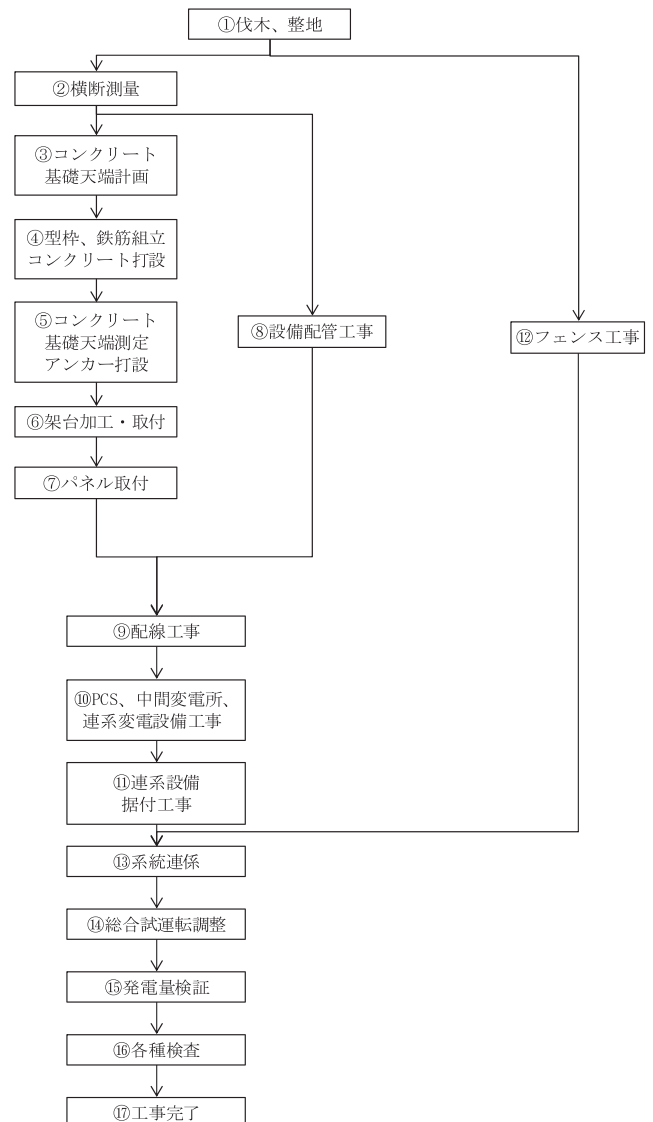 ①伐木、整地
②横断測量
③コンクリート
基礎天端計画
④型枠、鉄筋組立
コンクリート打設
⑤コンクリート
基礎天端測定
アンカー打設
⑥架台加工・取付
⑦パネル取付
⑧設備配管工事
⑫フェンス工事
⑨配線工事
⑩PCS、中間変電所、
連系変電設備工事
⑪連系設備
据付工事
⑬系統連係
⑭総合試運転調整
⑮発電量検証
⑯各種検査
⑰工事完了